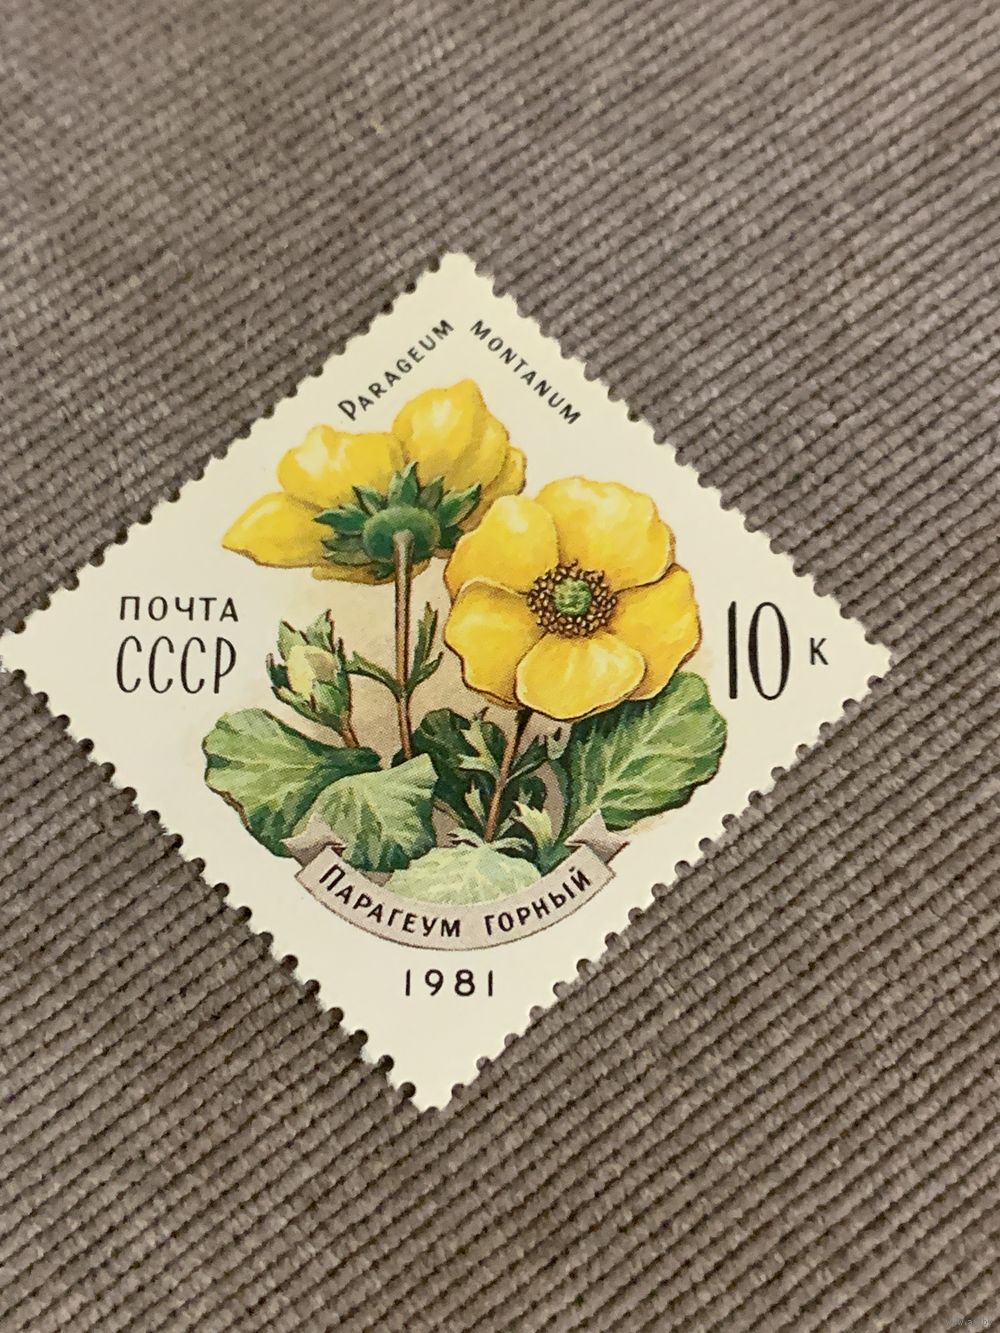 PARAGEUM MONTANUM
ПОЧТА
СССР
10 К
ПАРАГЕУМ ГОРНЫЙ
1981